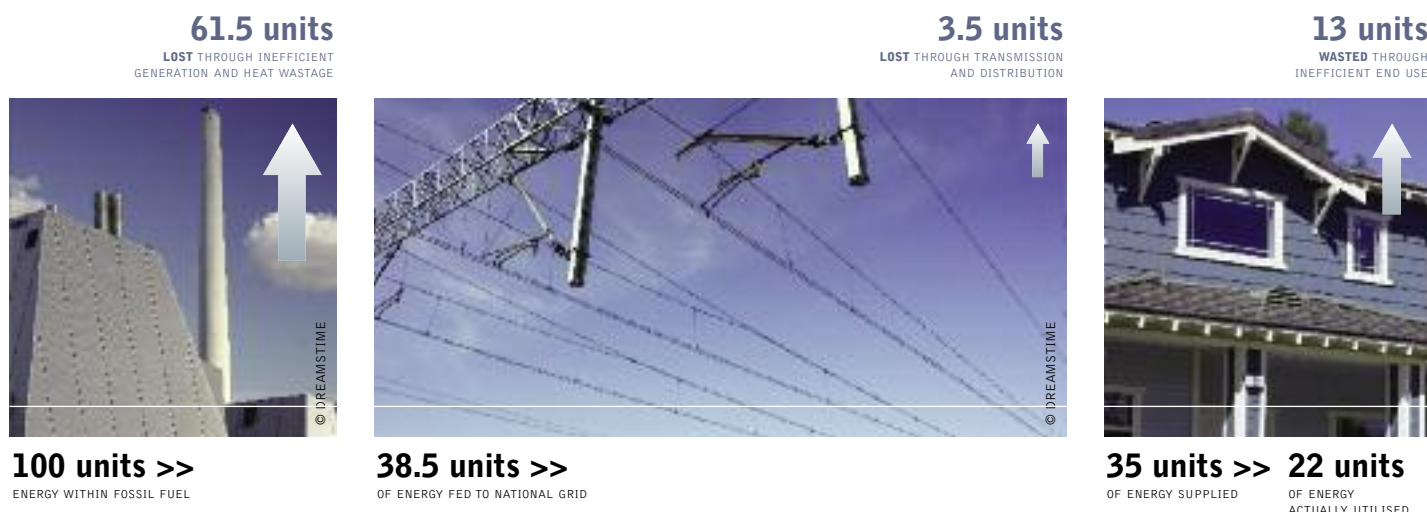 61.5 units
LOST THROUGH INEFFICIENT
GENERATION AND HEAT WASTAGE
3.5 units
LOST THROUGH TRANSMISSION
AND DISTRIBUTION
13 units
WASTED THROUGH
INEFFICIENT END USE
© DREAMSTIME
© DREAMSTIME
100 units >>
ENERGY WITHIN FOSSIL FUEL
38.5 units >>
OF ENERGY FED TO NATIONAL GRID
35 units >>
OF ENERGY SUPPLIED
22 units
OF ENERGY
ACTUALLY UTILISED